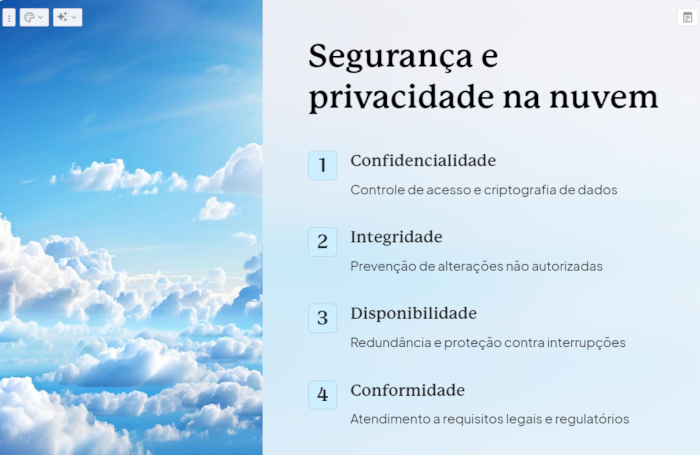 Segurança e
privacidade na nuvem
1 Confidencialidade
Controle de acesso e criptografia de dados
2 Integridade
Prevenção de alterações não autorizadas
3 Disponibilidade
Redundância e proteção contra interrupções
4 Conformidade
Atendimento a requisitos legais e regulatórios